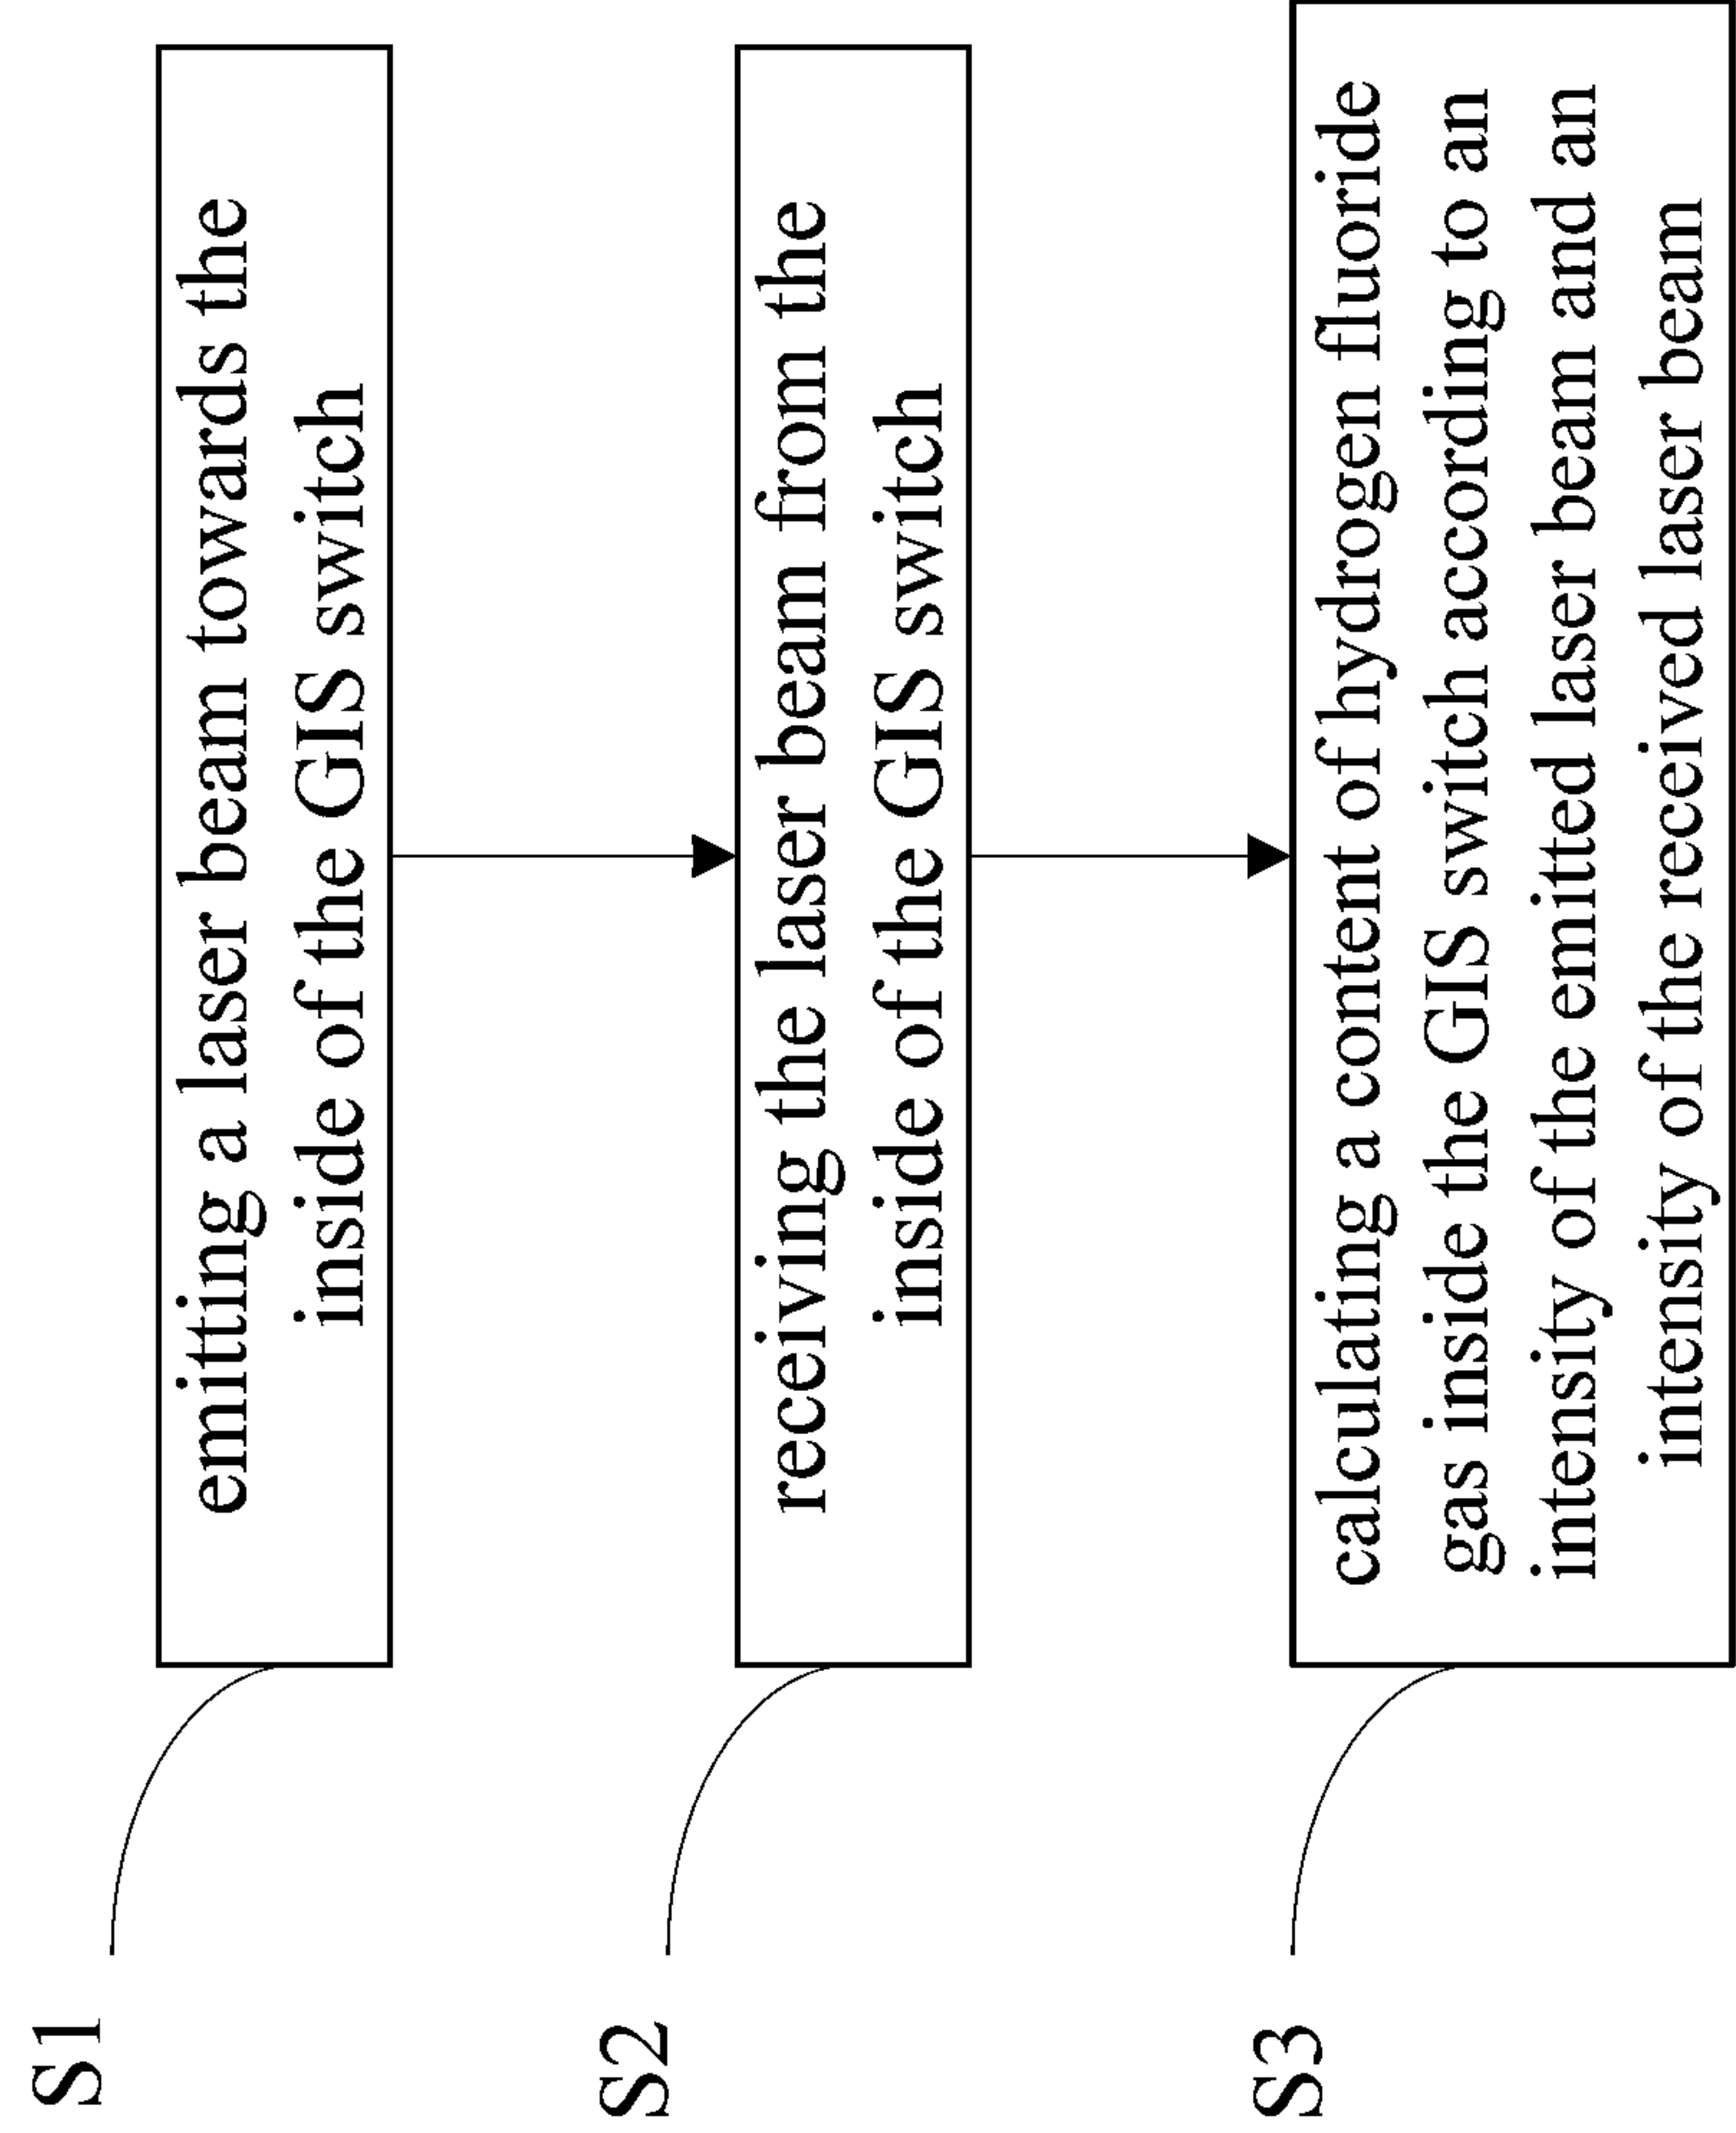 S1
emitting a laser beam towards the
inside of the GIS switch
S2
receiving the laser beam from the
inside of the GIS switch
S3
calculating a content of hydrogen fluoride
gas inside the GIS switch according to an
intensity of the emitted laser beam and an
intensity of the received laser beam